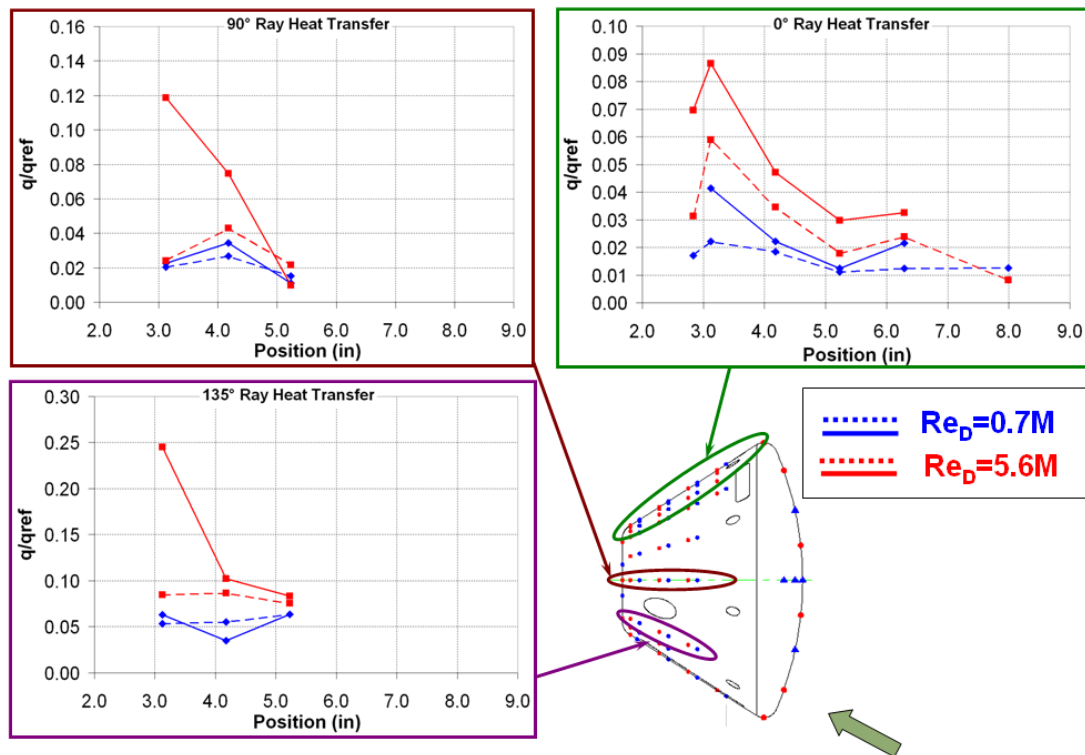 90° Ray Heat Transfer
0.16
0.14
0.12
0.10
0.08
0.06
0.04
0.02
0.00
q/qref
2.0 3.0 4.0 5.0 6.0 7.0 8.0 9.0
Position (in)
0° Ray Heat Transfer
0.10
0.09
0.08
0.07
0.06
0.05
0.04
0.03
0.02
0.01
0.00
q/qref
2.0 3.0 4.0 5.0 6.0 7.0 8.0 9.0
Position (in)
135° Ray Heat Transfer
0.30
0.25
0.20
0.15
0.10
0.05
0.00
q/qref
2.0 3.0 4.0 5.0 6.0 7.0 8.0 9.0
Position (in)
Re_D=0.7M
Re_D=5.6M